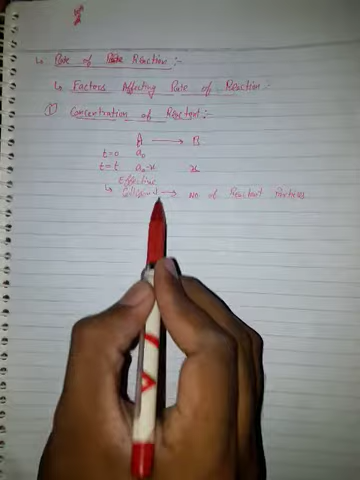 ↳ Rate of Reaction :-
↳ Factors Affecting Rate of Reaction :-
① Concentration of Reactant :-
A ⟶ B
t=0 a₀
t=t a₀-x x
Effective
↳ Collision ⟶ No of Reactant Particles